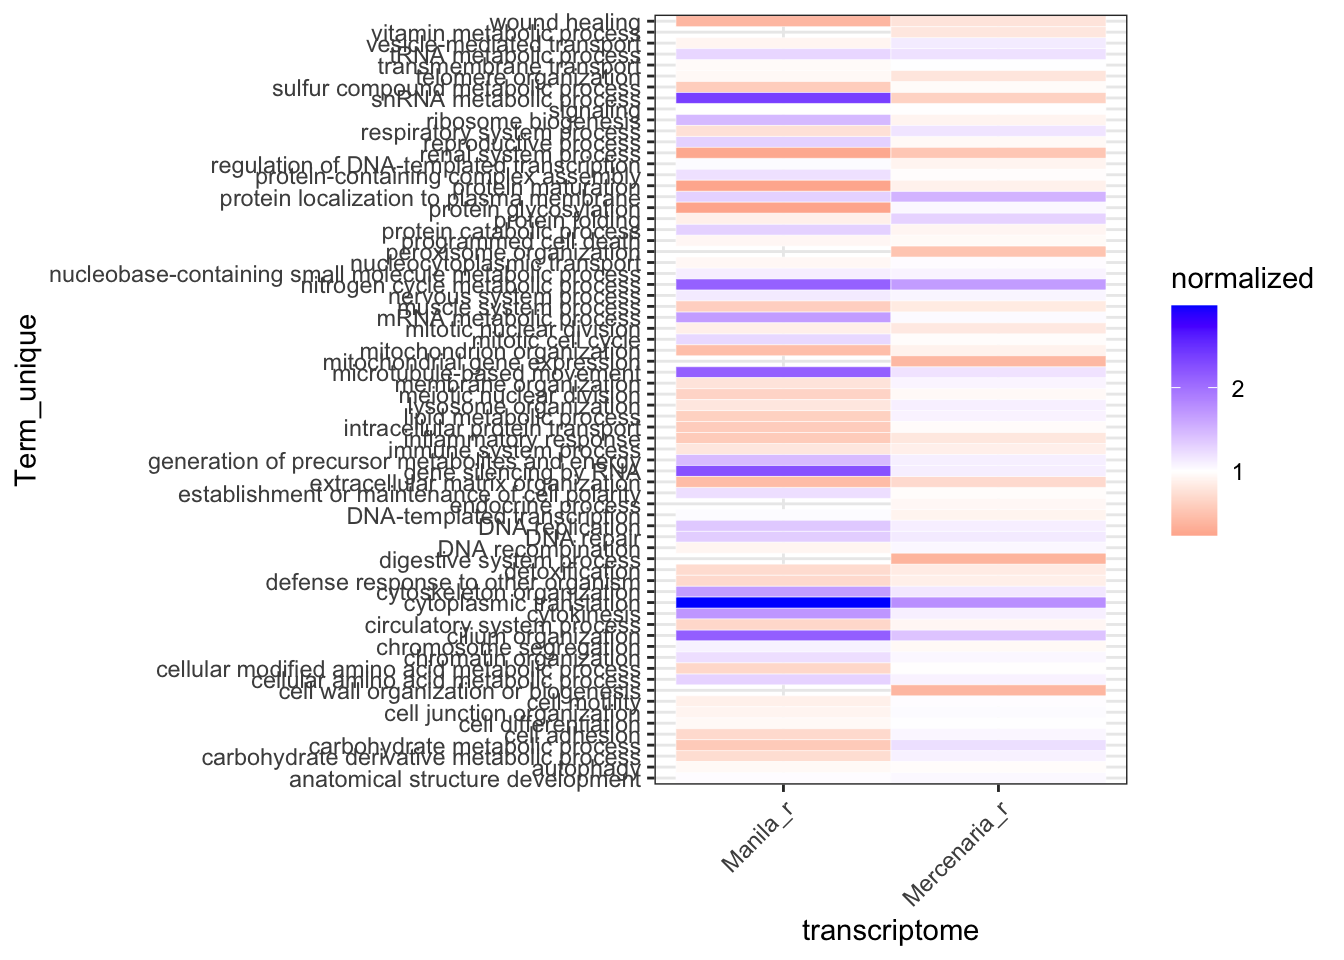 wound healing
vitamin metabolic process
vesicle-mediated transport
tRNA metabolic process
transmembrane transport
telomere organization
sulfur compound metabolic process
snRNA metabolic process
signaling
ribosome biogenesis
respiratory system process
reproductive process
renal system process
regulation of DNA-templated transcription
protein-containing complex assembly
protein maturation
protein localization to plasma membrane
protein glycosylation
protein folding
protein catabolic process
programmed cell death
peroxisome organization
nucleocytoplasmic transport
nucleobase-containing small molecule metabolic process
nitrogen cycle metabolic process
nervous system process
muscle system process
mRNA metabolic process
mitotic nuclear division
mitotic cell cycle
mitochondrion organization
mitochondrial gene expression
microtubule-based movement
membrane organization
meiotic nuclear division
lysosome organization
lipid metabolic process
intracellular protein transport
inflammatory response
immune system process
generation of precursor metabolites and energy
gene silencing by RNA
extracellular matrix organization
establishment or maintenance of cell polarity
endocrine process
DNA-templated transcription
DNA replication
DNA repair
DNA recombination
digestive system process
detoxification
defense response to other organism
cytoskeleton organization
cytoplasmic translation
cytokinesis
circulatory system process
cilium organization
chromosome segregation
chromatin organization
cellular modified amino acid metabolic process
cellular amino acid metabolic process
cell wall organization or biogenesis
cell motility
cell junction organization
cell differentiation
cell adhesion
carbohydrate metabolic process
carbohydrate derivative metabolic process
autophagy
anatomical structure development
Term_unique
Manila_r
Mercenaria_r
transcriptome
normalized
2
1